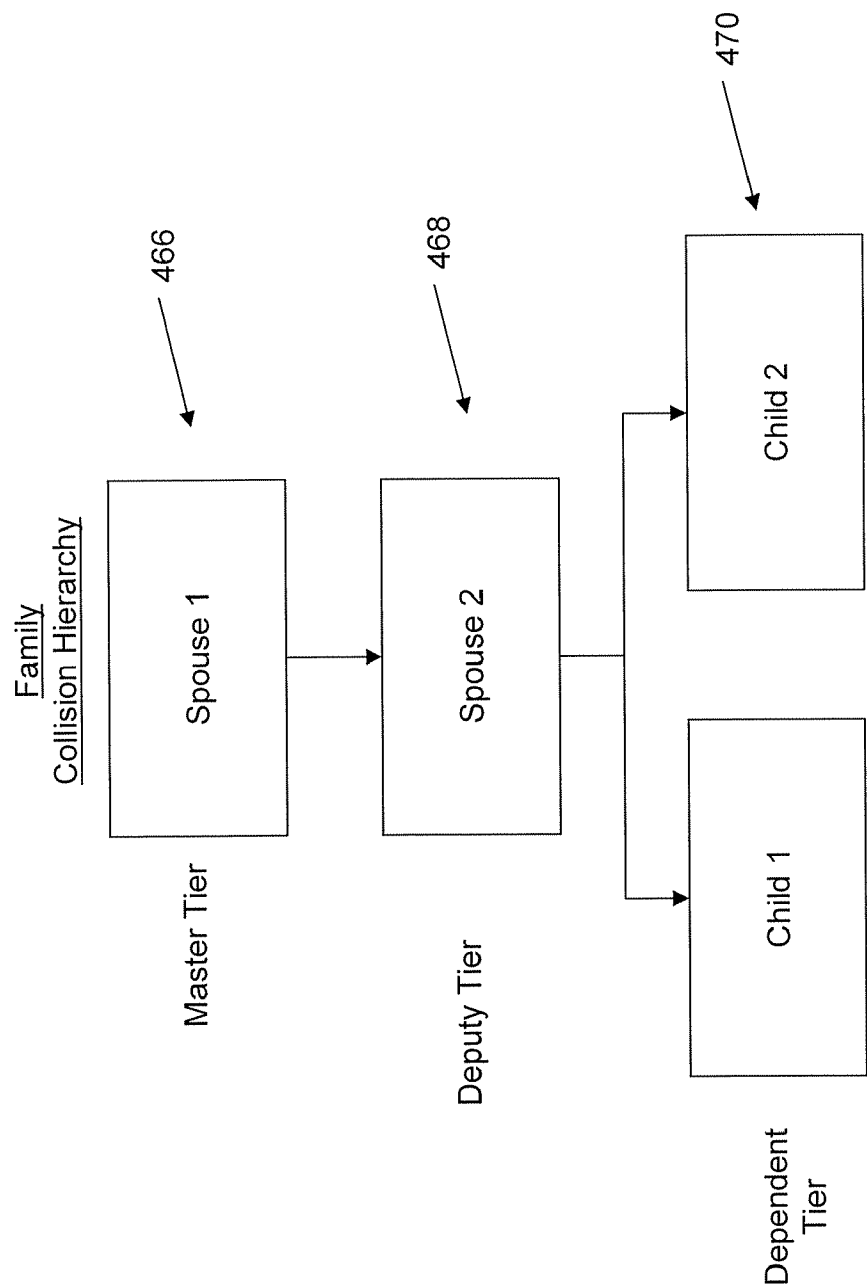 Family
Collision Hierarchy
466
Master Tier
Spouse 1
468
Deputy Tier
Spouse 2
470
Dependent
Tier
Child 1
Child 2